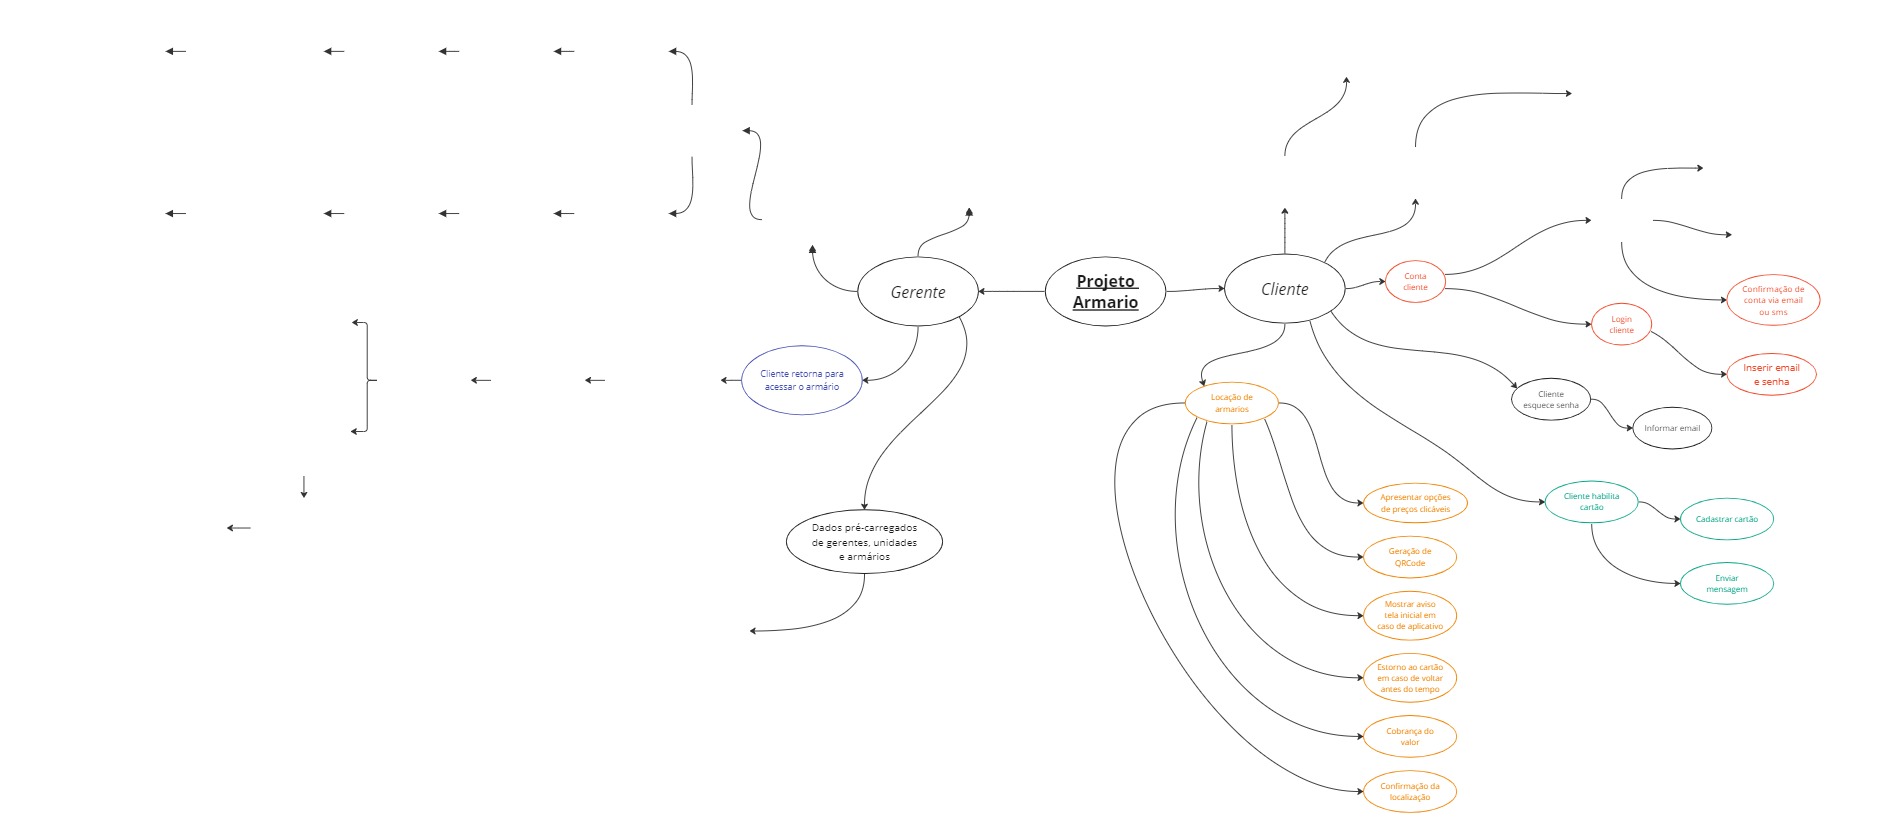 Projeto
Armario
Gerente
Cliente
Cliente retorna para
acessar o armário
Dados pré-carregados
de gerentes, unidades
e armários
Conta
cliente
Confirmação de
conta via email
ou sms
Login
cliente
Inserir email
e senha
Cliente
esquece senha
Informar email
Locação de
armarios
Apresentar opções
de preços clicáveis
Geração de
QRCode
Mostrar aviso
tela inicial em
caso de aplicativo
Estorno ao cartão
em caso de voltar
antes do tempo
Cobrança do
valor
Confirmação da
localização
Cliente habilita
cartão
Cadastrar cartão
Enviar
mensagem